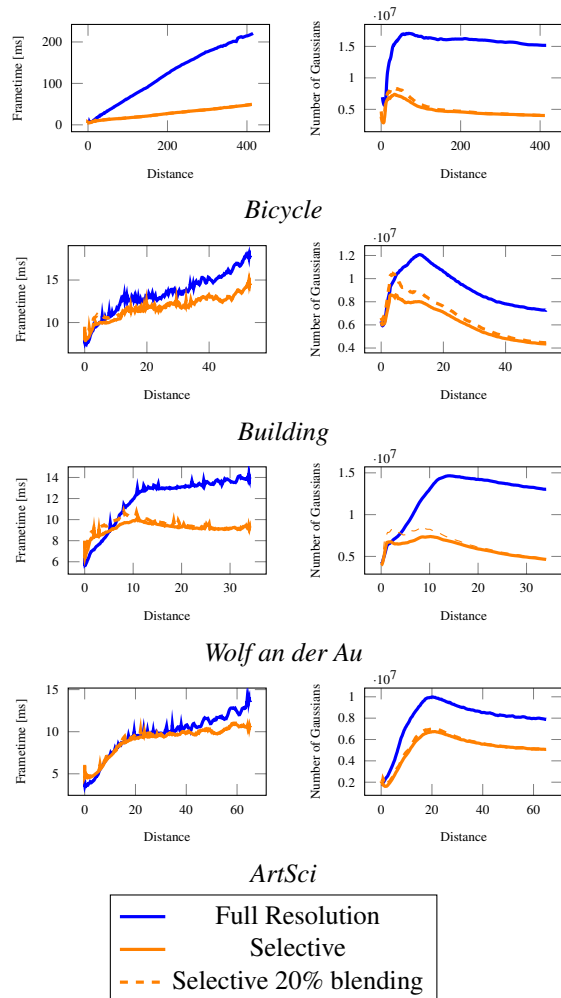 Frametime [ms]
200
100
0
0
200
400
Distance
Number of Gaussians
·10^7
1.5
1
0.5
0
200
400
Distance
Bicycle
Frametime [ms]
15
10
0
20
40
Distance
Number of Gaussians
·10^7
1.2
1
0.8
0.6
0.4
0
20
40
Distance
Building
Frametime [ms]
14
12
10
8
6
0
10
20
30
Distance
Number of Gaussians
·10^7
1.5
1
0.5
0
10
20
30
Distance
Wolf an der Au
Frametime [ms]
15
10
5
0
20
40
60
Distance
Number of Gaussians
·10^7
1
0.8
0.6
0.4
0.2
0
20
40
60
Distance
ArtSci
Full Resolution
Selective
Selective 20% blending